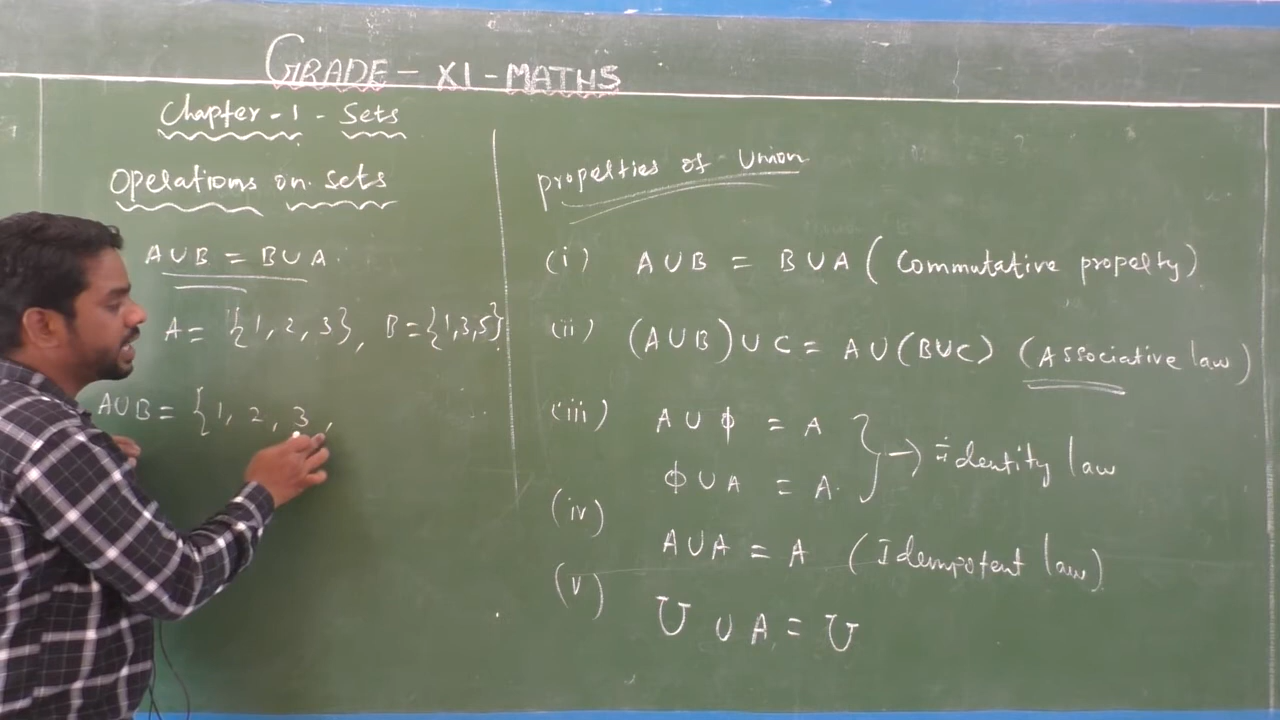 GRADE - XI - MATHS
Chapter - 1 - Sets
Operations on sets
A ∪ B = B ∪ A.
A = {1, 2, 3}, B = {1,3,5}
A∪B = {1, 2, 3,
properties of Union
(i) A ∪ B = B ∪ A (Commutative property)
(ii) (A∪B)∪C = A∪(B∪C) (Associative law)
(iii) A ∪ ϕ = A
ϕ ∪ A = A. } → identity law
(iv) A∪A = A (Idempotent law)
(v) U ∪ A = U